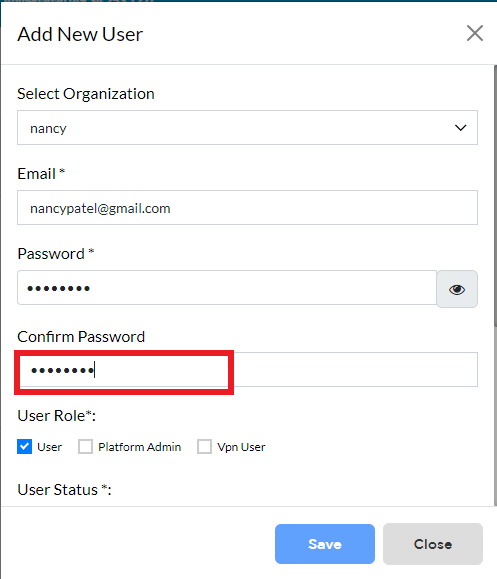 Add New User
Select Organization
nancy
Email *
nancypatel@gmail.com
Password *
••••••••
Confirm Password
••••••••
User Role*:
User Platform Admin Vpn User
User Status *:
Save Close